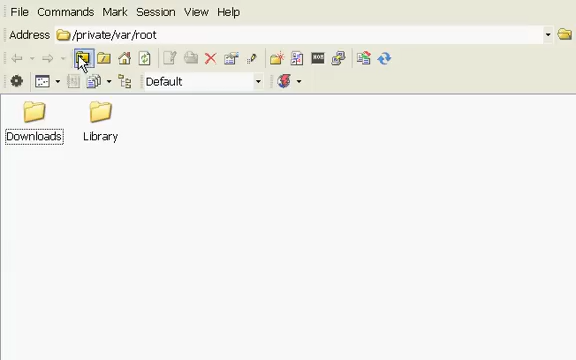 File Commands Mark Session View Help
Address /private/var/root
Default
Downloads Library